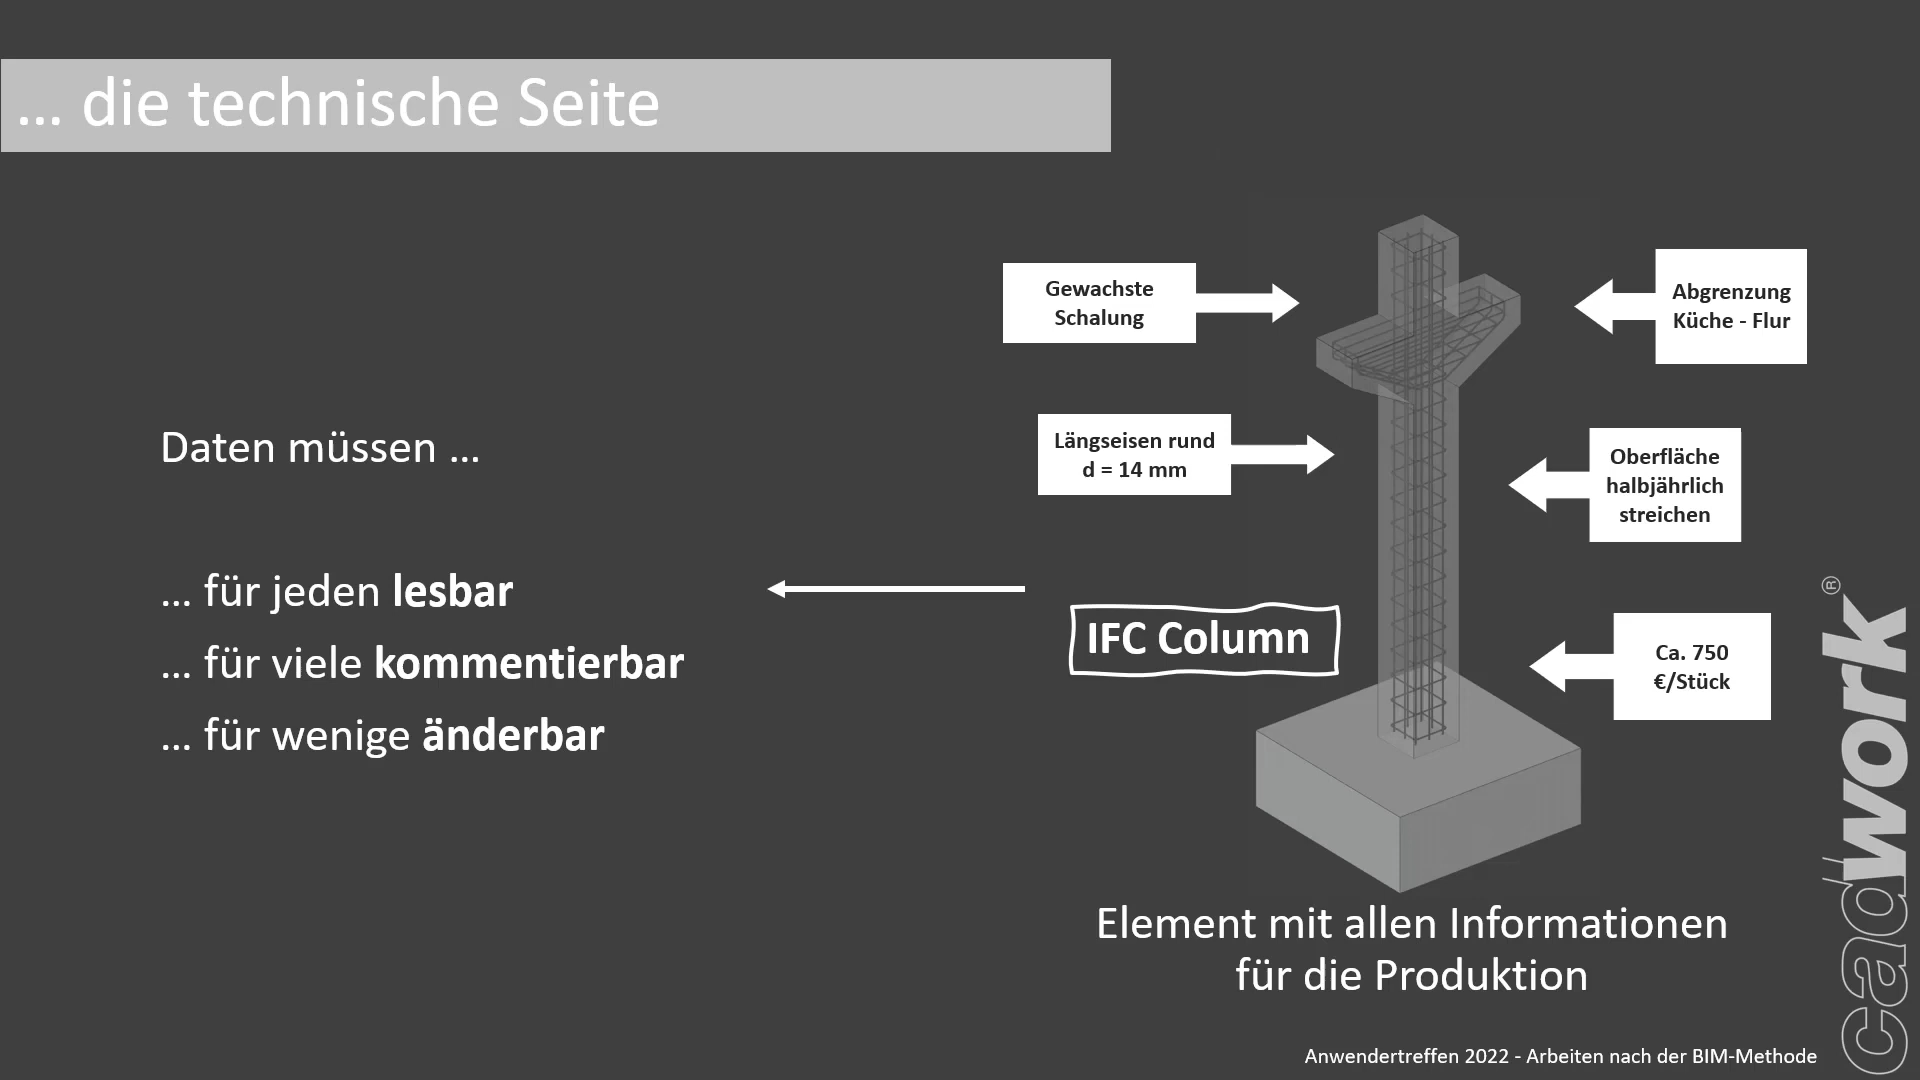 ... die technische Seite
Gewachste
Schalung
Abgrenzung
Küche - Flur
Längseisen rund
d = 14 mm
Oberfläche
halbjährlich
streichen
Daten müssen ...
... für jeden lesbar
... für viele kommentierbar
... für wenige änderbar
IFC Column
Ca. 750
€/Stück
Element mit allen Informationen
für die Produktion
Anwendertreffen 2022 - Arbeiten nach der BIM-Methode
cadwork®